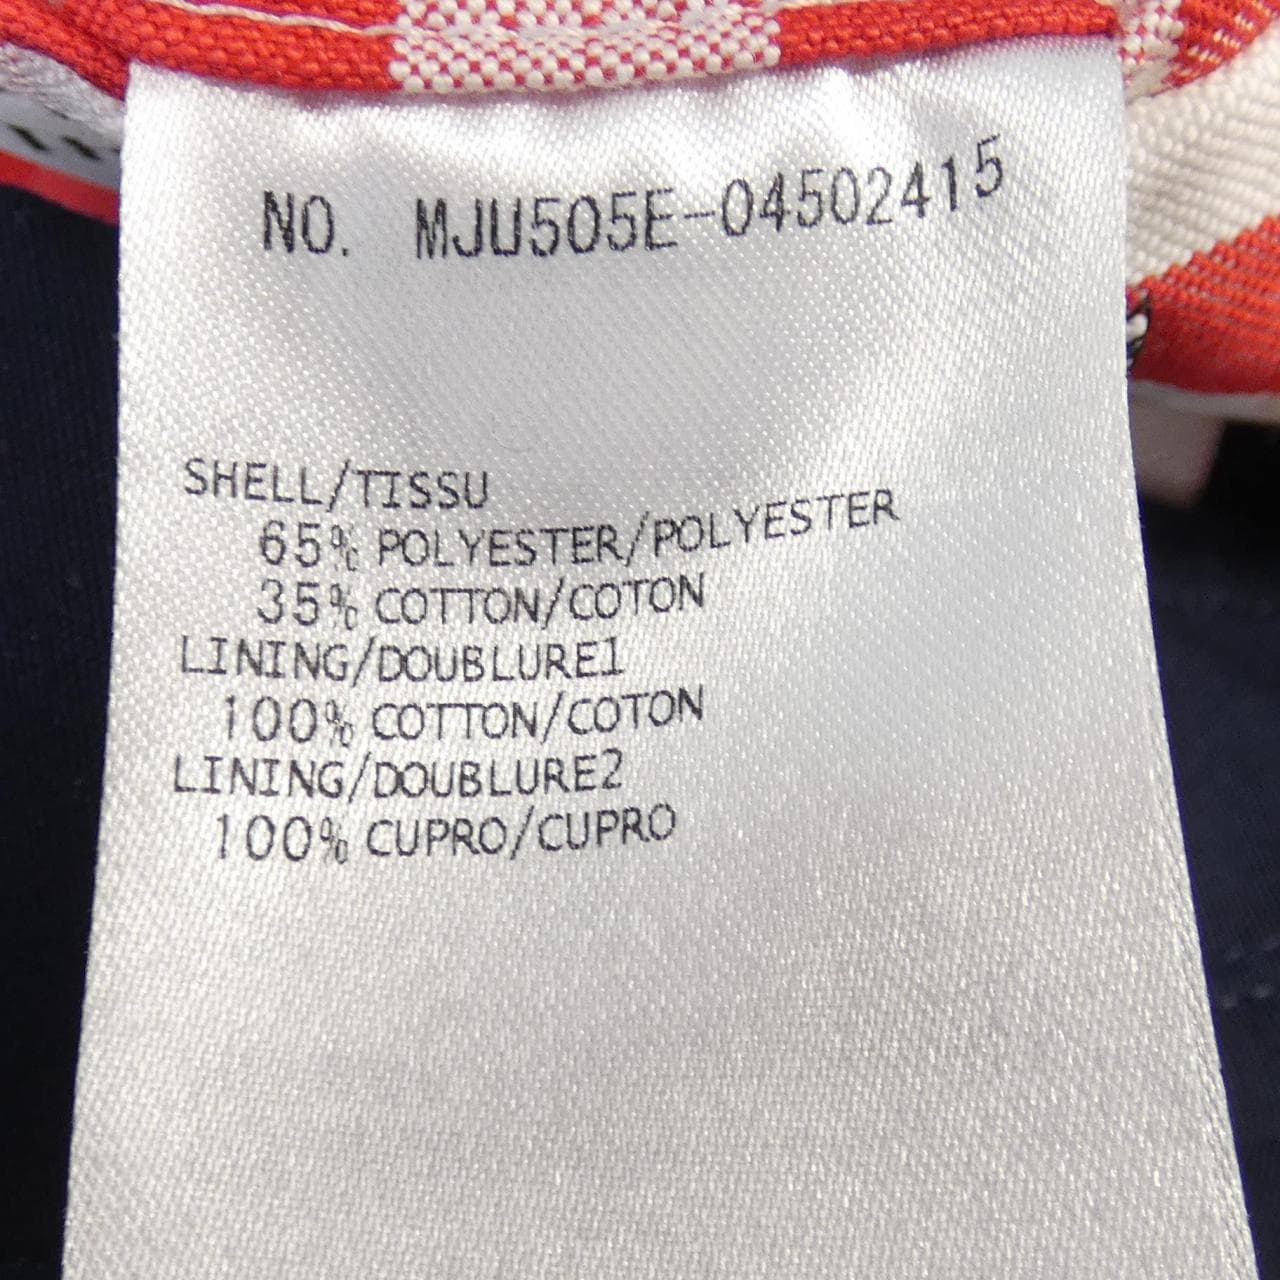 NO. MJU505E-04502415
SHELL/TISSU
65% POLYESTER/POLYESTER
35% COTTON/COTON
LINING/DOUBLURE1
100% COTTON/COTON
LINING/DOUBLURE2
100% CUPRO/CUPRO